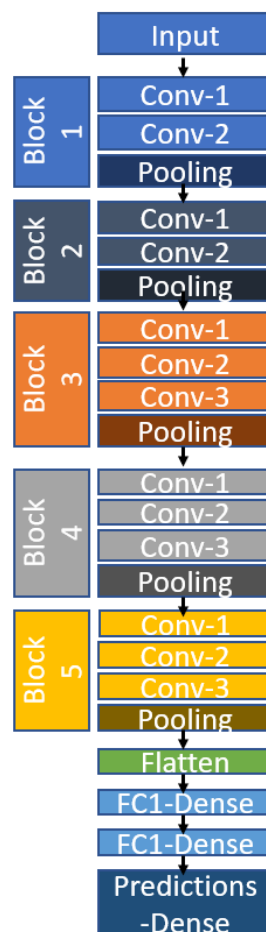 Input
Block
1
Conv-1
Conv-2
Pooling
Block
2
Conv-1
Conv-2
Pooling
Block
3
Conv-1
Conv-2
Conv-3
Pooling
Block
4
Conv-1
Conv-2
Conv-3
Pooling
Block
5
Conv-1
Conv-2
Conv-3
Pooling
Flatten
FC1-Dense
FC1-Dense
Predictions
-Dense